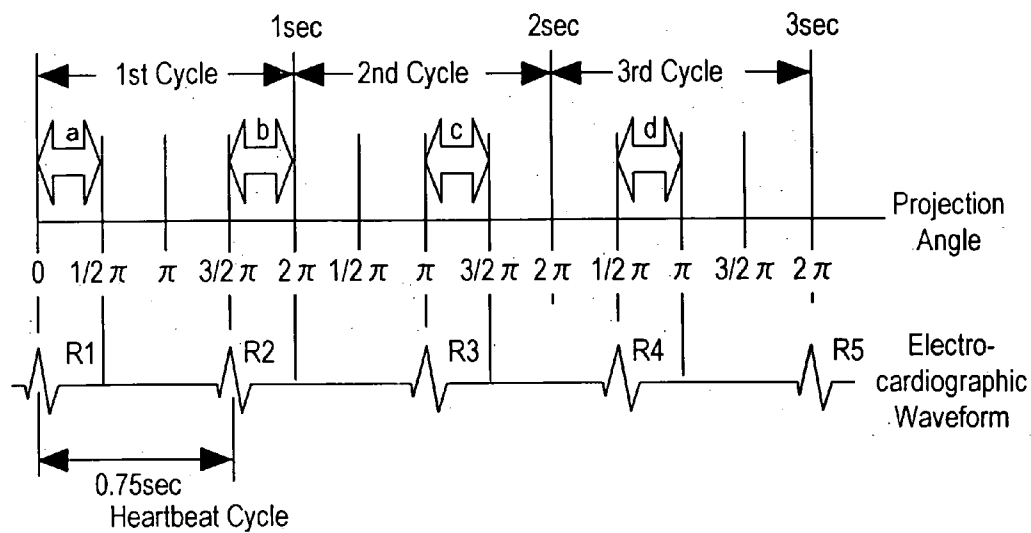 1sec 2sec 3sec
1st Cycle 2nd Cycle 3rd Cycle
a b c d
Projection
Angle
0 1/2 π π 3/2 π 2 π 1/2 π π 3/2 π 2 π 1/2 π π 3/2 π 2 π
R1 R2 R3 R4 R5
Electro-
cardiographic
Waveform
0.75sec
Heartbeat Cycle